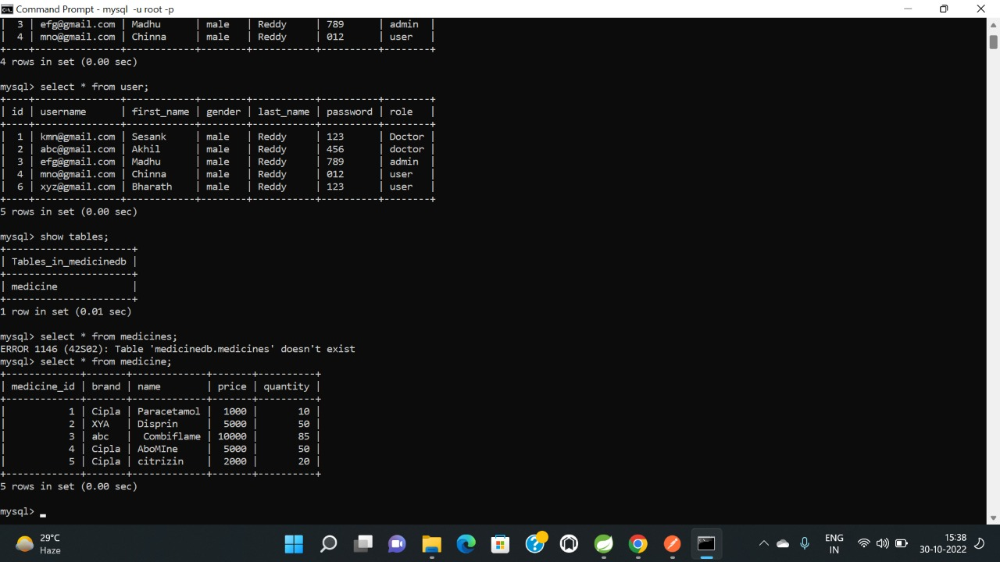 Command Prompt - mysql  -u root -p
|  3 | efg@gmail.com | Madhu      | male   | Reddy     | 789      | admin  |
|  4 | mno@gmail.com | Chinna     | male   | Reddy     | 012      | user   |
+----+---------------+------------+--------+-----------+----------+--------+
4 rows in set (0.00 sec)
mysql> select * from user;
+----+---------------+------------+--------+-----------+----------+--------+
| id | username      | first_name | gender | last_name | password | role   |
+----+---------------+------------+--------+-----------+----------+--------+
|  1 | kmn@gmail.com | Sesank     | male   | Reddy     | 123      | Doctor |
|  2 | abc@gmail.com | Akhil      | male   | Reddy     | 456      | doctor |
|  3 | efg@gmail.com | Madhu      | male   | Reddy     | 789      | admin  |
|  4 | mno@gmail.com | Chinna     | male   | Reddy     | 012      | user   |
|  6 | xyz@gmail.com | Bharath    | male   | Reddy     | 123      | user   |
+----+---------------+------------+--------+-----------+----------+--------+
5 rows in set (0.00 sec)
mysql> show tables;
+----------------------+
| Tables_in_medicinedb |
+----------------------+
| medicine             |
+----------------------+
1 row in set (0.01 sec)
mysql> select * from medicines;
ERROR 1146 (42S02): Table 'medicinedb.medicines' doesn't exist
mysql> select * from medicine;
+-------------+-------+-------------+-------+----------+
| medicine_id | brand | name        | price | quantity |
+-------------+-------+-------------+-------+----------+
|           1 | Cipla | Paracetamol |  1000 |       10 |
|           2 | XYA   | Disprin     |  5000 |       50 |
|           3 | abc   |  Combiflame | 10000 |       85 |
|           4 | Cipla | AboMIne     |  5000 |       50 |
|           5 | Cipla | citrizin    |  2000 |       20 |
+-------------+-------+-------------+-------+----------+
5 rows in set (0.00 sec)
mysql>
29°C
Haze
ENG
IN
15:38
30-10-2022